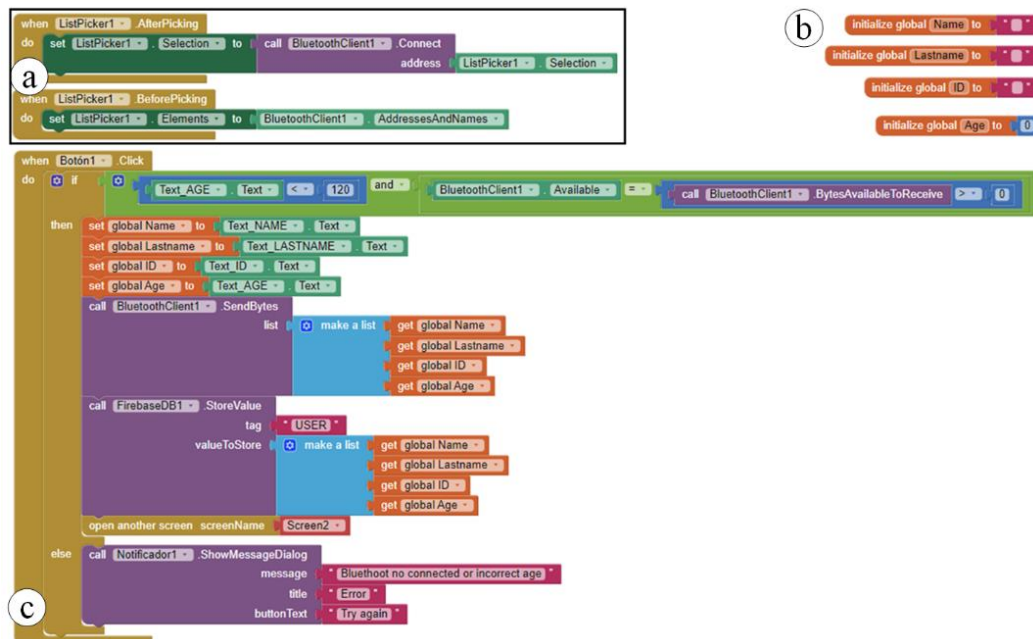 when ListPicker1 .AfterPicking
do set ListPicker1 . Selection to call BluetoothClient1 .Connect
address ListPicker1 . Selection
a
when ListPicker1 .BeforePicking
do set ListPicker1 . Elements to BluetoothClient1 . AddressesAndNames
b
initialize global Name to " "
initialize global Lastname to " "
initialize global ID to " "
initialize global Age to 0
when Botón1 .Click
do if Text_AGE . Text < 120 and BluetoothClient1 . Available = call BluetoothClient1 .BytesAvailableToReceive > 0
then set global Name to Text_NAME . Text
set global Lastname to Text_LASTNAME . Text
set global ID to Text_ID . Text
set global Age to Text_AGE . Text
call BluetoothClient1 .SendBytes
list make a list get global Name
get global Lastname
get global ID
get global Age
call FirebaseDB1 .StoreValue
tag " USER "
valueToStore make a list get global Name
get global Lastname
get global ID
get global Age
open another screen screenName Screen2
else call Notificador1 .ShowMessageDialog
message " Bluethoot no connected or incorrect age "
title " Error "
buttonText " Try again "
c